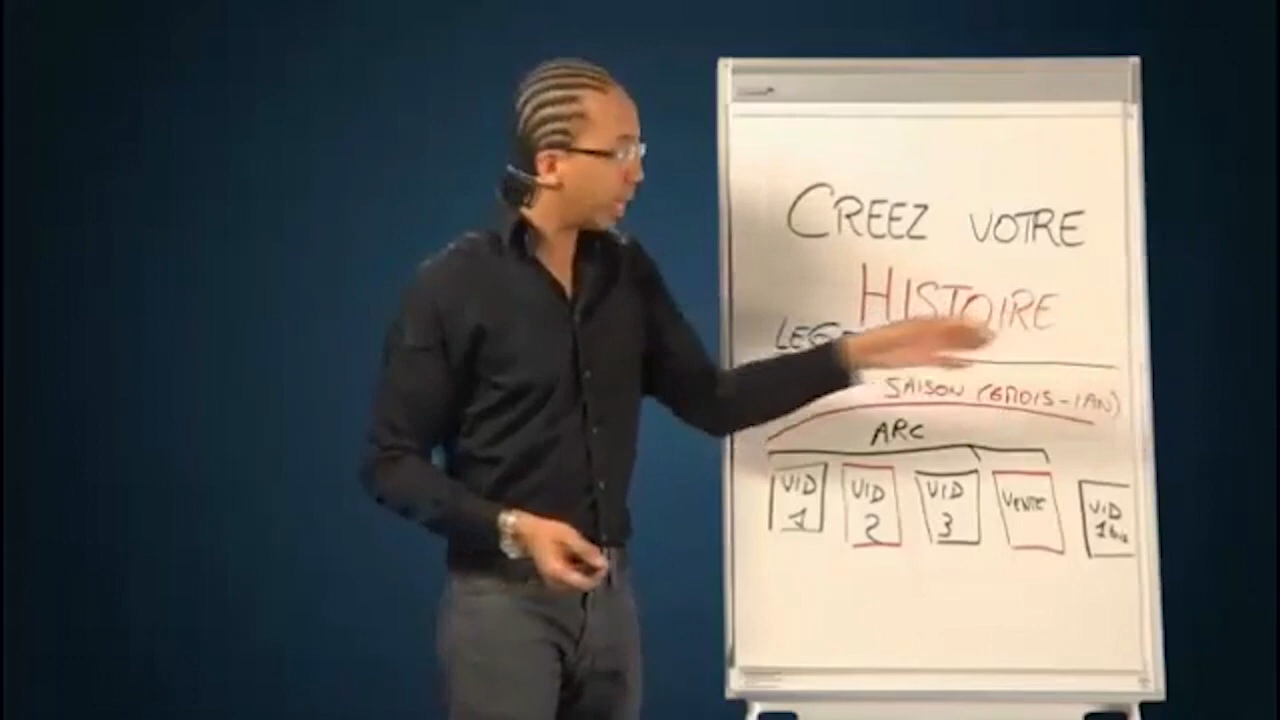 CREEZ VOTRE
HISTOIRE
SAISON (6MOIS-1AN)
ARC
VID 1
VID 2
VID 3
VENTE
VID 1bis